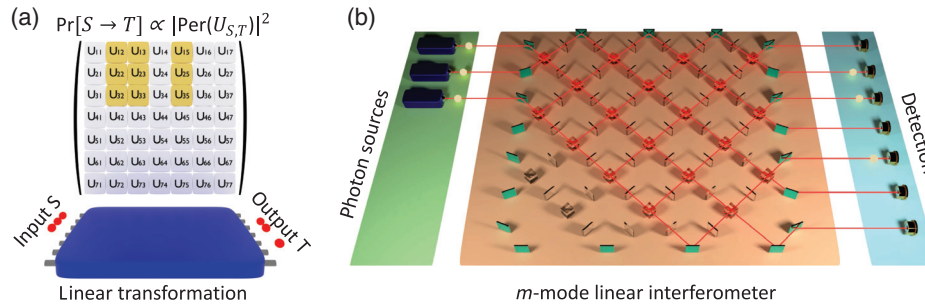 (a)
Pr[S → T] ∝ |Per(U_{S,T})|²
U₁₁ U₁₂ U₁₃ U₁₄ U₁₅ U₁₆ U₁₇
U₂₁ U₂₂ U₂₃ U₂₄ U₂₅ U₂₆ U₂₇
U₃₁ U₃₂ U₃₃ U₃₄ U₃₅ U₃₆ U₃₇
U₄₁ U₄₂ U₄₃ U₄₄ U₄₅ U₄₆ U₄₇
U₅₁ U₅₂ U₅₃ U₅₄ U₅₅ U₅₆ U₅₇
U₆₁ U₆₂ U₆₃ U₆₄ U₆₅ U₆₆ U₆₇
U₇₁ U₇₂ U₇₃ U₇₄ U₇₅ U₇₆ U₇₇
Input S
Output T
Linear transformation
(b)
Photon sources
Detection
m-mode linear interferometer